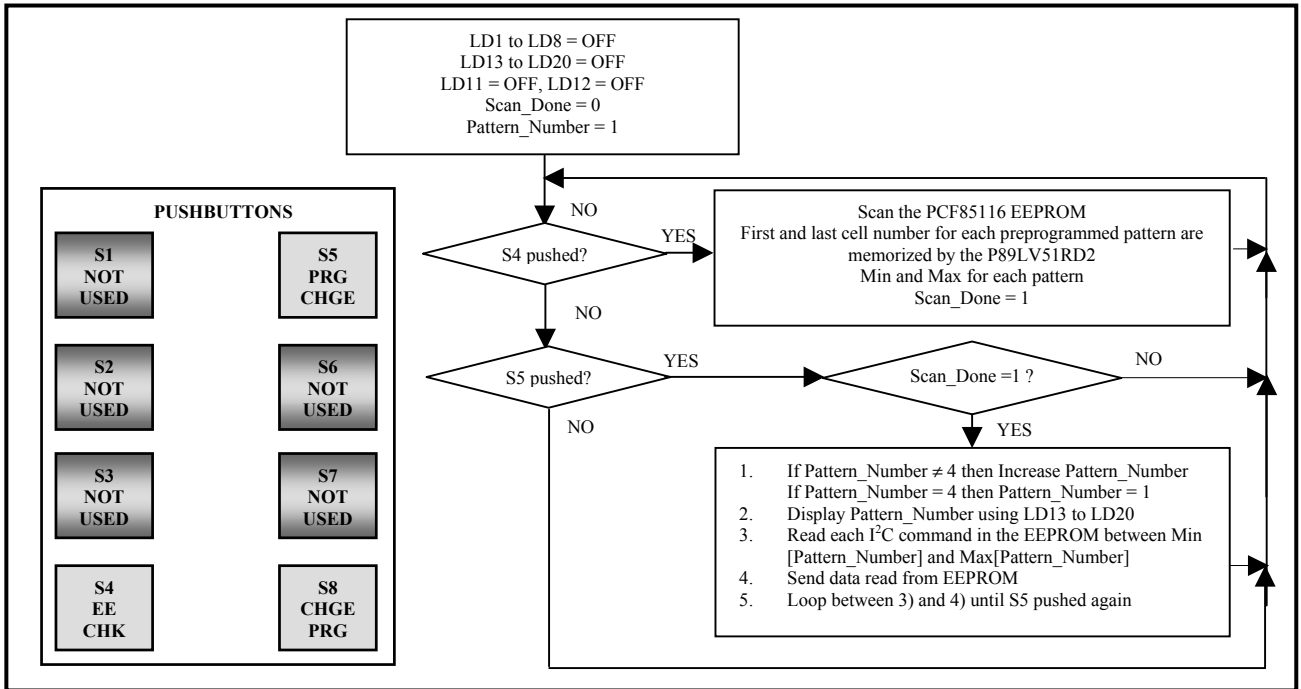 LD1 to LD8 = OFF
LD13 to LD20 = OFF
LD11 = OFF, LD12 = OFF
Scan_Done = 0
Pattern_Number = 1
PUSHBUTTONS
S1
NOT
USED
S5
PRG
CHGE
S2
NOT
USED
S6
NOT
USED
S3
NOT
USED
S7
NOT
USED
S4
EE
CHK
S8
CHGE
PRG
NO
S4 pushed?
YES
Scan the PCF85116 EEPROM
First and last cell number for each preprogrammed pattern are
memorized by the P89LV51RD2
Min and Max for each pattern
Scan_Done = 1
NO
S5 pushed?
YES
Scan_Done =1 ?
NO
NO
YES
1. If Pattern_Number ≠ 4 then Increase Pattern_Number
If Pattern_Number = 4 then Pattern_Number = 1
2. Display Pattern_Number using LD13 to LD20
3. Read each I²C command in the EEPROM between Min
[Pattern_Number] and Max[Pattern_Number]
4. Send data read from EEPROM
5. Loop between 3) and 4) until S5 pushed again